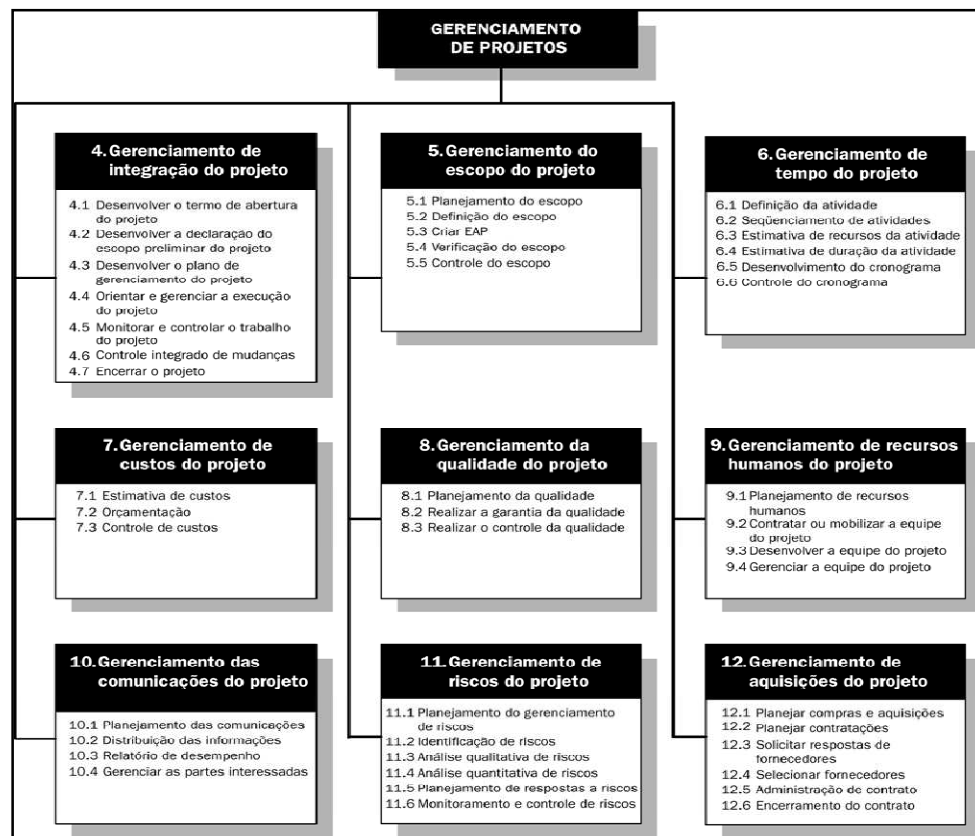 GERENCIAMENTO
DE PROJETOS
4. Gerenciamento de
integração do projeto
4.1 Desenvolver o termo de abertura
do projeto
4.2 Desenvolver a declaração do
escopo preliminar do projeto
4.3 Desenvolver o plano de
gerenciamento do projeto
4.4 Orientar e gerenciar a execução
do projeto
4.5 Monitorar e controlar o trabalho
do projeto
4.6 Controle integrado de mudanças
4.7 Encerrar o projeto
5. Gerenciamento do
escopo do projeto
5.1 Planejamento do escopo
5.2 Definição do escopo
5.3 Criar EAP
5.4 Verificação do escopo
5.5 Controle do escopo
6. Gerenciamento de
tempo do projeto
6.1 Definição da atividade
6.2 Seqüenciamento de atividades
6.3 Estimativa de recursos da atividade
6.4 Estimativa de duração da atividade
6.5 Desenvolvimento do cronograma
6.6 Controle do cronograma
7. Gerenciamento de
custos do projeto
7.1 Estimativa de custos
7.2 Orçamentação
7.3 Controle de custos
8. Gerenciamento da
qualidade do projeto
8.1 Planejamento da qualidade
8.2 Realizar a garantia da qualidade
8.3 Realizar o controle da qualidade
9. Gerenciamento de recursos
humanos do projeto
9.1 Planejamento de recursos
humanos
9.2 Contratar ou mobilizar a equipe
do projeto
9.3 Desenvolver a equipe do projeto
9.4 Gerenciar a equipe do projeto
10. Gerenciamento das
comunicações do projeto
10.1 Planejamento das comunicações
10.2 Distribuição das informações
10.3 Relatório de desempenho
10.4 Gerenciar as partes interessadas
11. Gerenciamento de
riscos do projeto
11.1 Planejamento do gerenciamento
de riscos
11.2 Identificação de riscos
11.3 Análise qualitativa de riscos
11.4 Análise quantitativa de riscos
11.5 Planejamento de respostas a riscos
11.6 Monitoramento e controle de riscos
12. Gerenciamento de
aquisições do projeto
12.1 Planejar compras e aquisições
12.2 Planejar contratações
12.3 Solicitar respostas de
fornecedores
12.4 Selecionar fornecedores
12.5 Administração de contrato
12.6 Encerramento do contrato